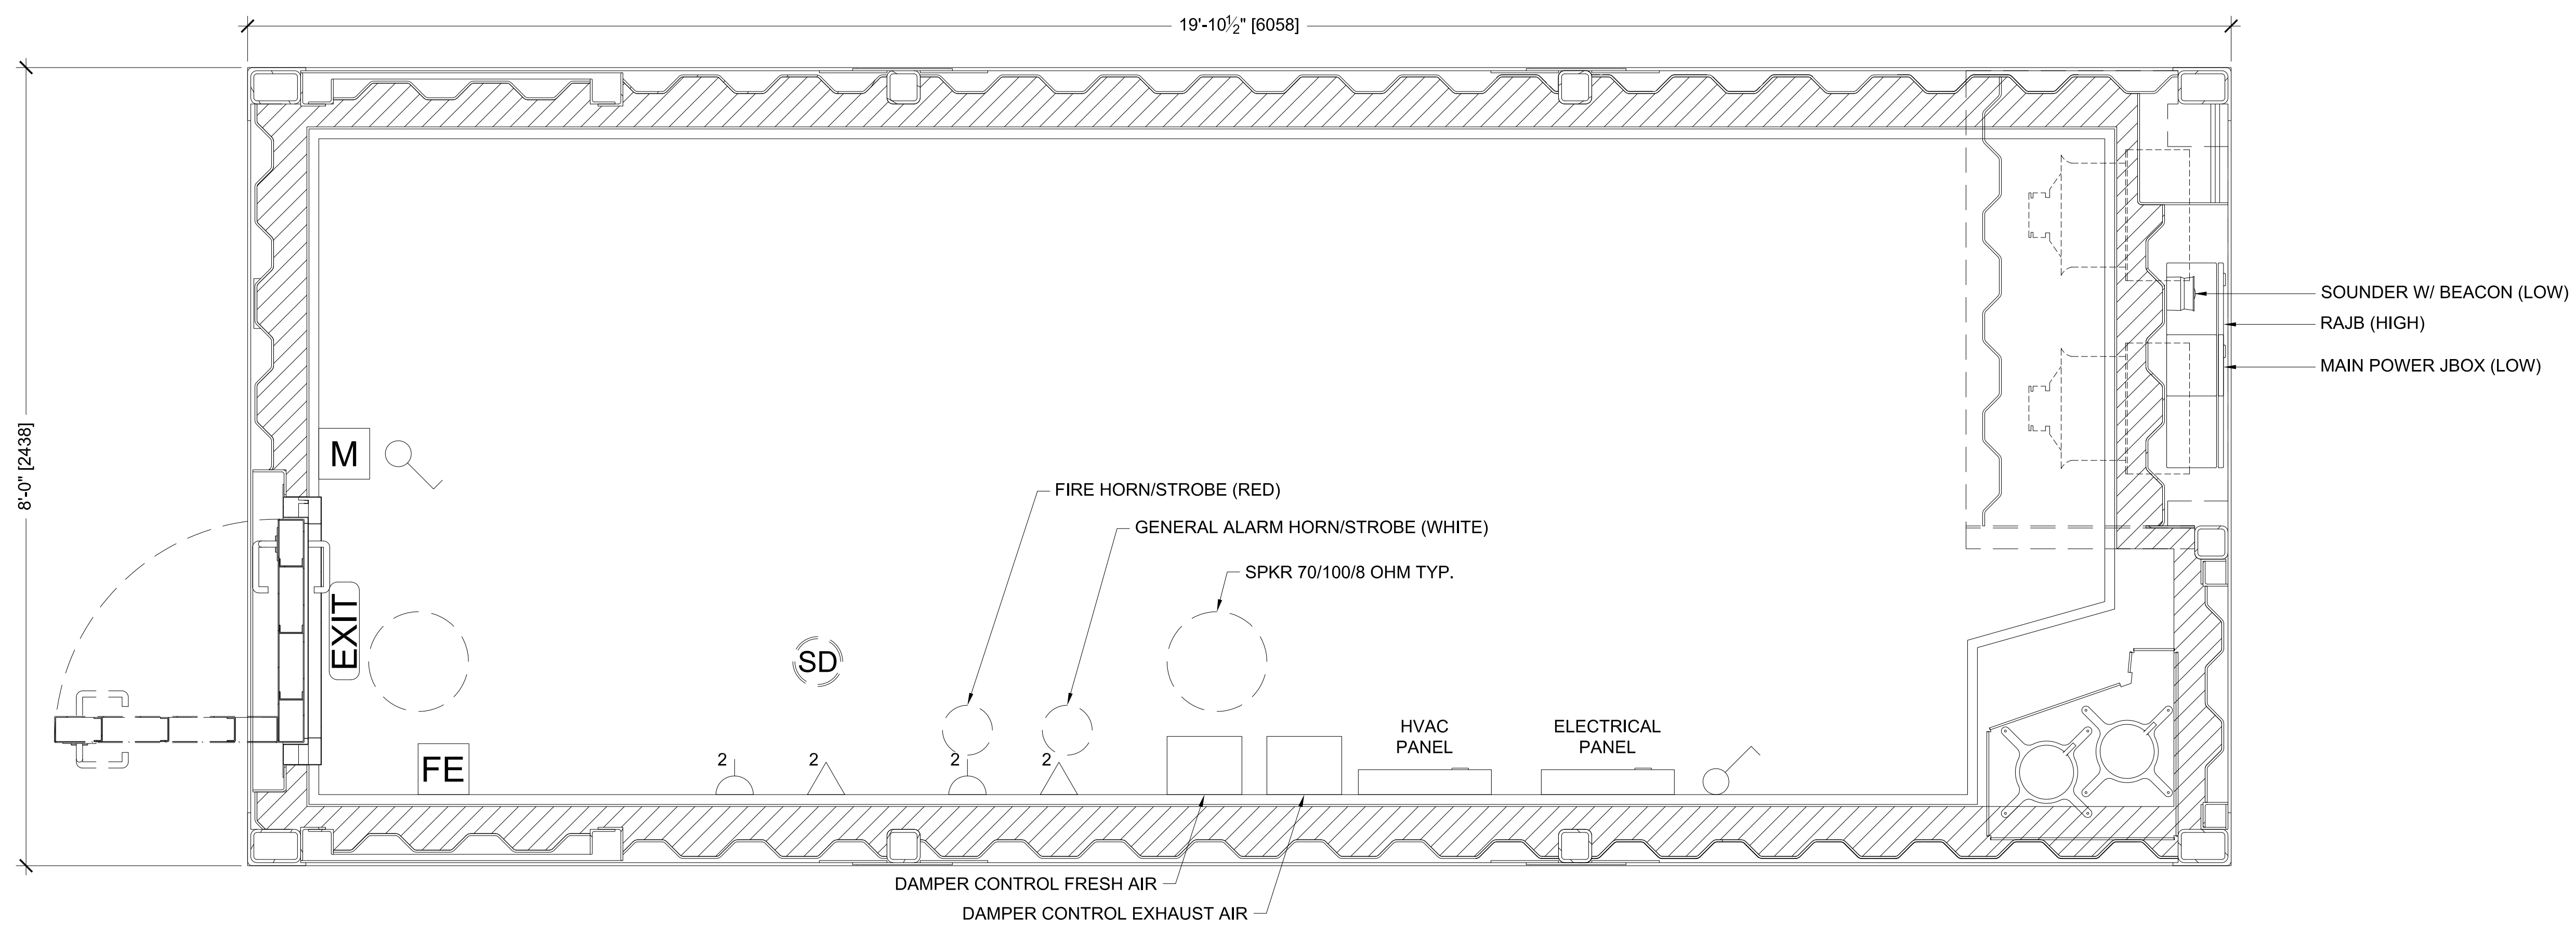 19'-10½" [6058]
8'-0" [2438]
SOUNDER W/ BEACON (LOW)
RAJB (HIGH)
MAIN POWER JBOX (LOW)
M
FIRE HORN/STROBE (RED)
GENERAL ALARM HORN/STROBE (WHITE)
SPKR 70/100/8 OHM TYP.
EXIT
SD
HVAC
PANEL
ELECTRICAL
PANEL
FE
2
2
2
2
DAMPER CONTROL FRESH AIR
DAMPER CONTROL EXHAUST AIR